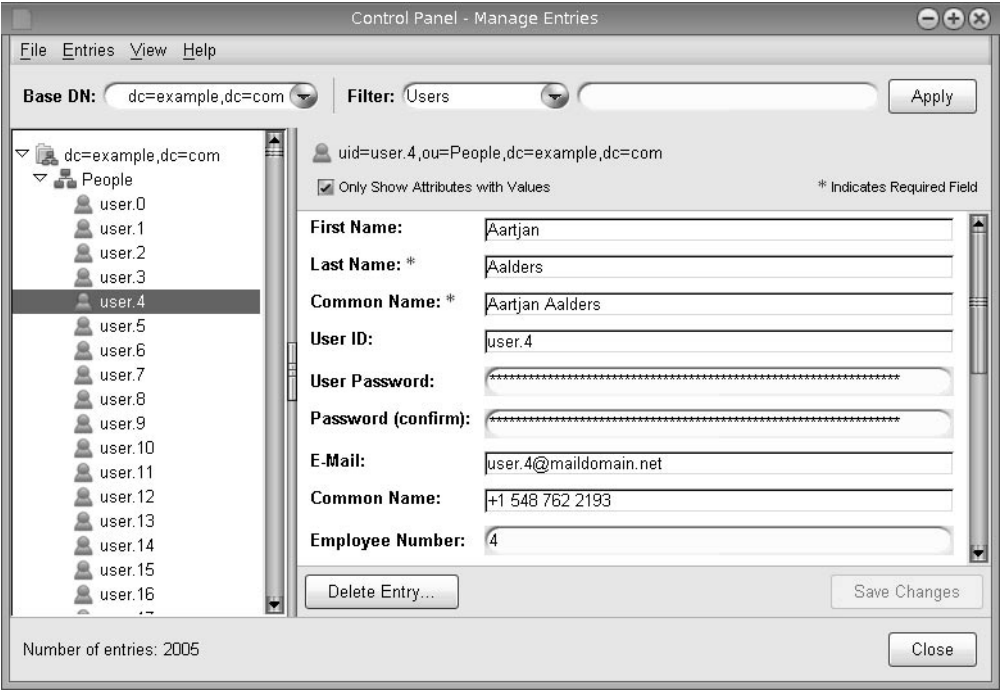 Control Panel - Manage Entries
File Entries View Help
Base DN: dc=example,dc=com Filter: Users Apply
dc=example,dc=com
People
user.0
user.1
user.2
user.3
user.4
user.5
user.6
user.7
user.8
user.9
user.10
user.11
user.12
user.13
user.14
user.15
user.16
uid=user.4,ou=People,dc=example,dc=com
Only Show Attributes with Values * Indicates Required Field
First Name: Aartjan
Last Name: * Aalders
Common Name: * Aartjan Aalders
User ID: user.4
User Password:
Password (confirm):
E-Mail: user.4@maildomain.net
Common Name: +1 548 762 2193
Employee Number: 4
Delete Entry... Save Changes
Number of entries: 2005 Close